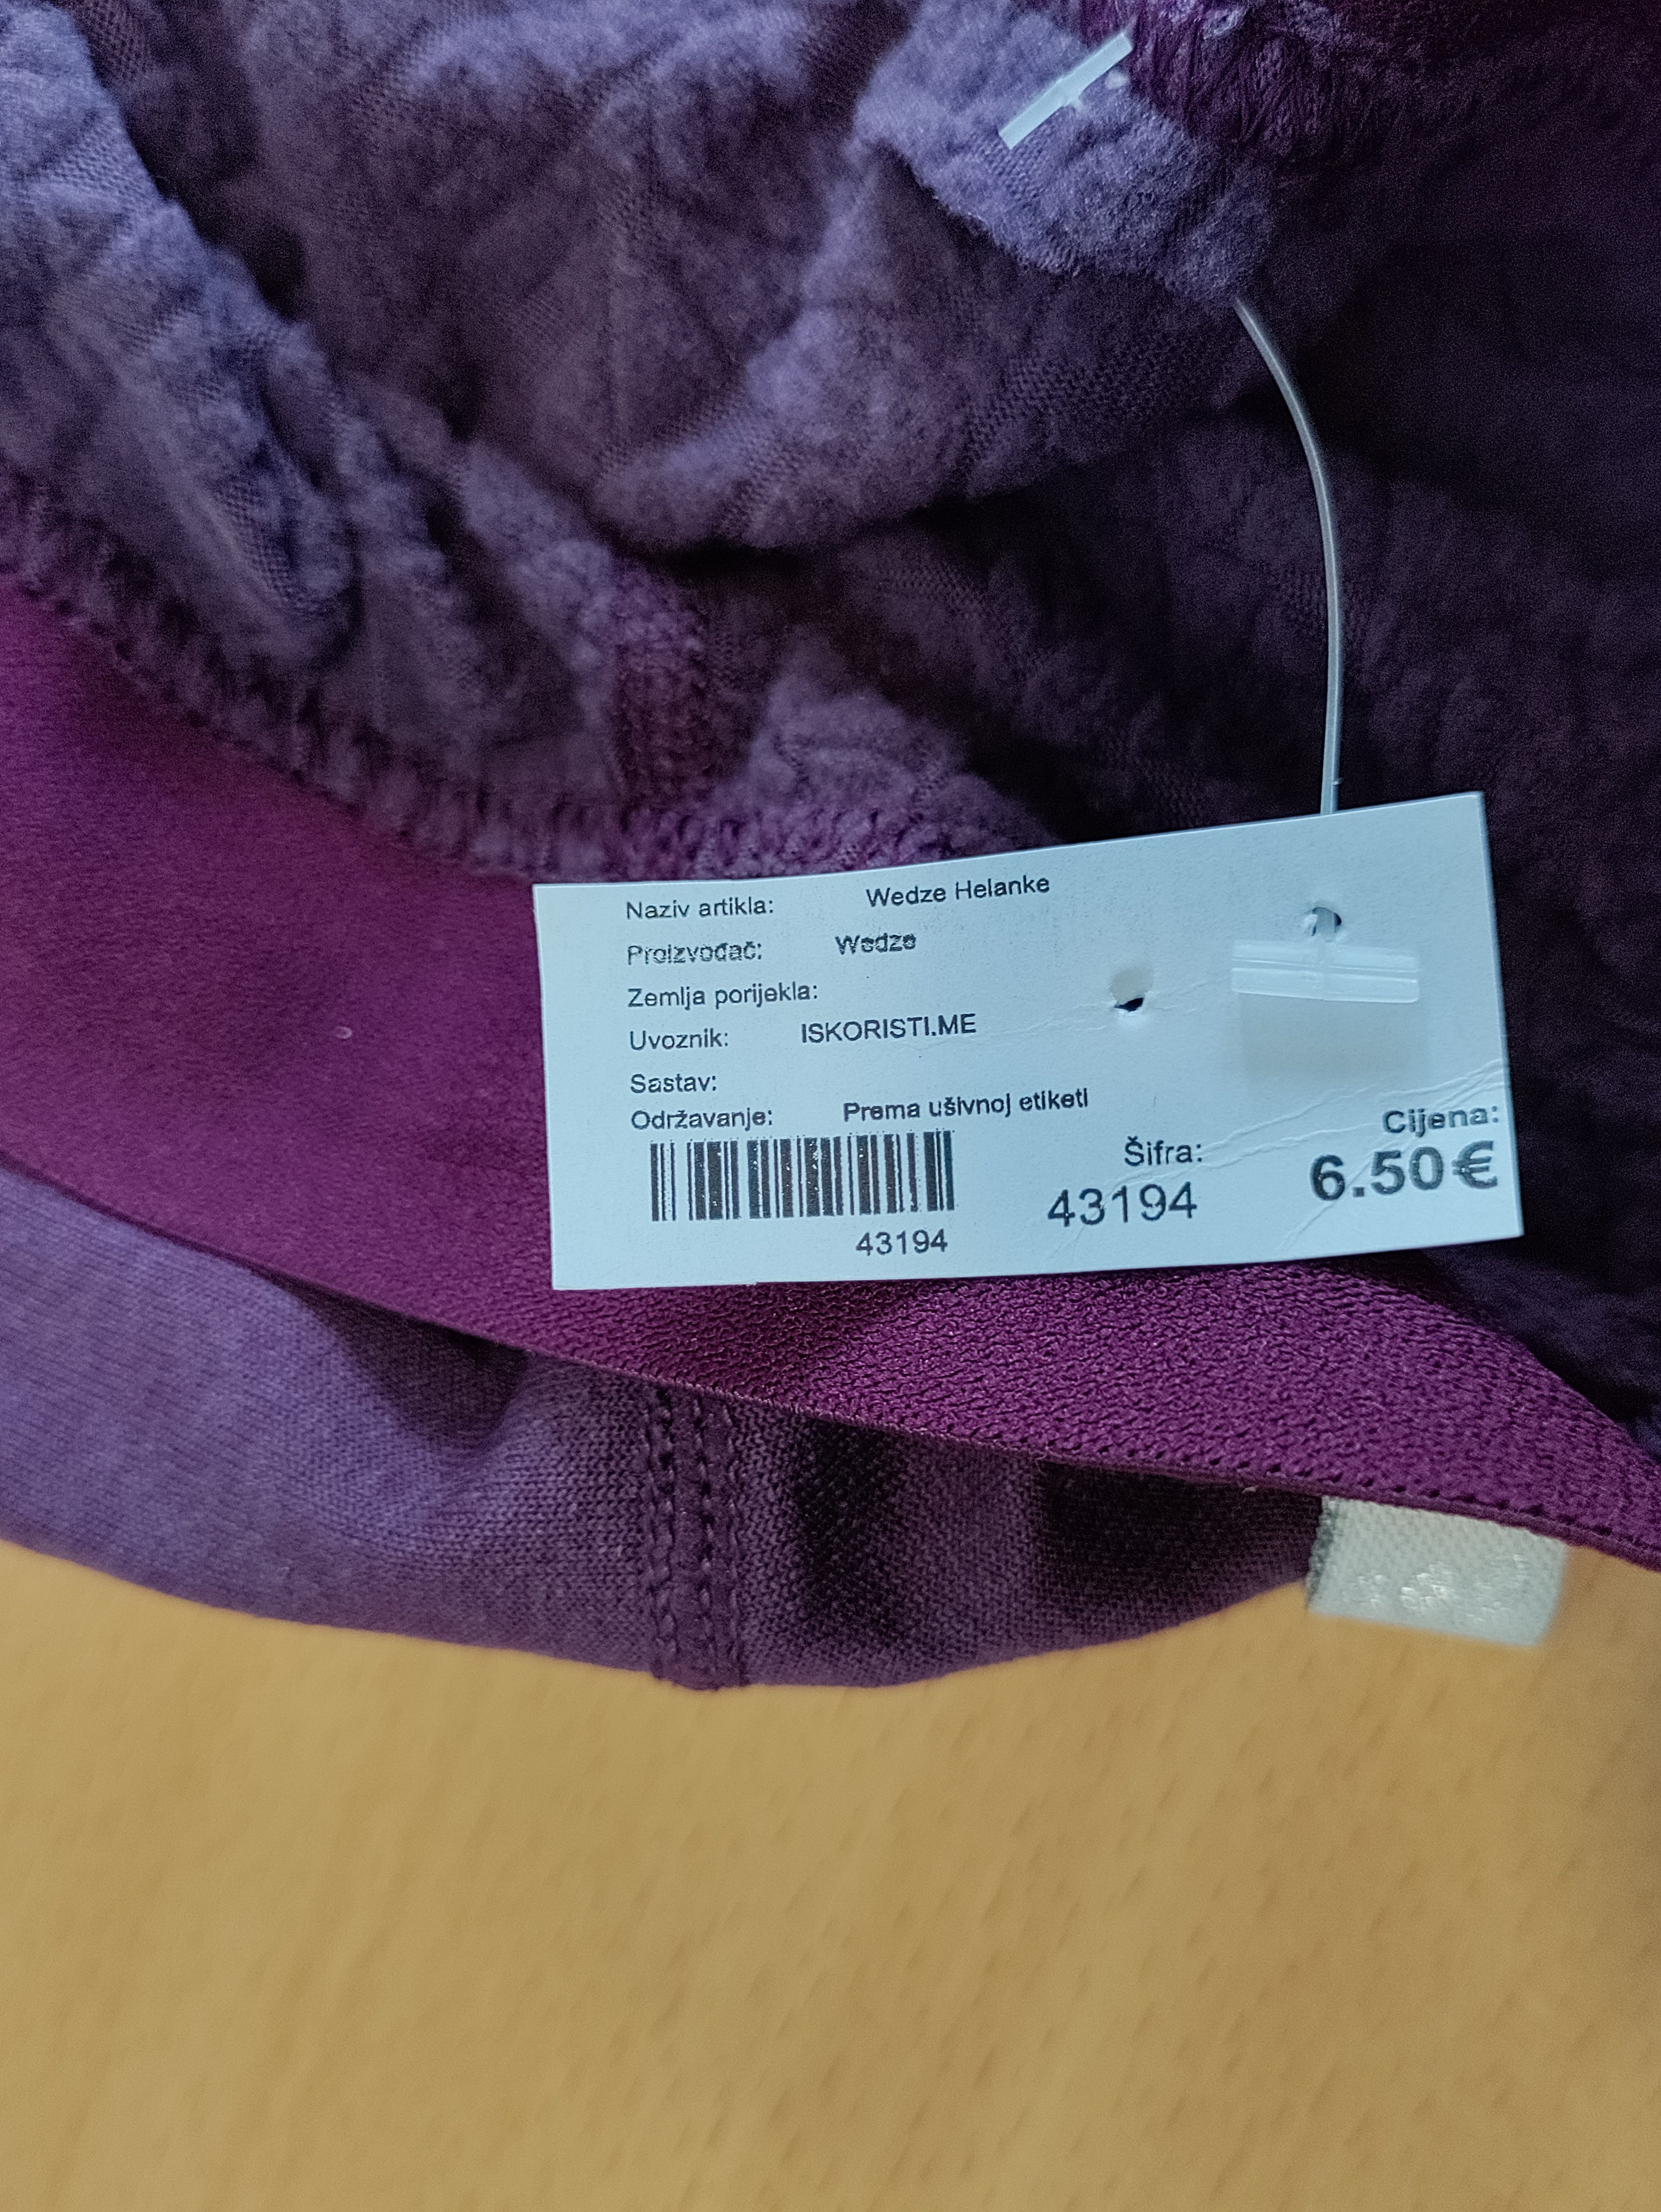 Naziv artikla: Wedze Helanke
Proizvođač: Wedze
Zemlja porijekla:
Uvoznik: ISKORISTI.ME
Sastav:
Održavanje: Prema ušivnoj etiketi
43194
Šifra:
43194
Cijena:
6.50€